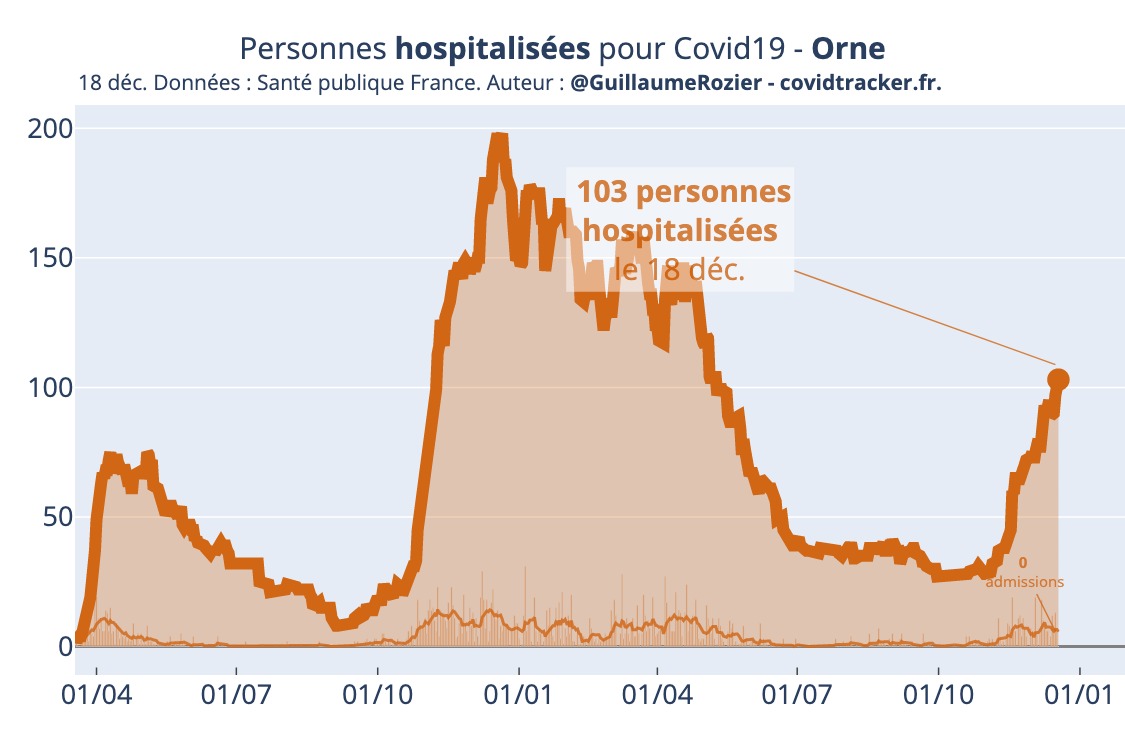 Personnes hospitalisées pour Covid19 - Orne
18 déc. Données : Santé publique France. Auteur : @GuillaumeRozier - covidtracker.fr.
200
103 personnes
hospitalisées
le 18 déc.
150
100
50
0
admissions
0
01/04 01/07 01/10 01/01 01/04 01/07 01/10 01/01